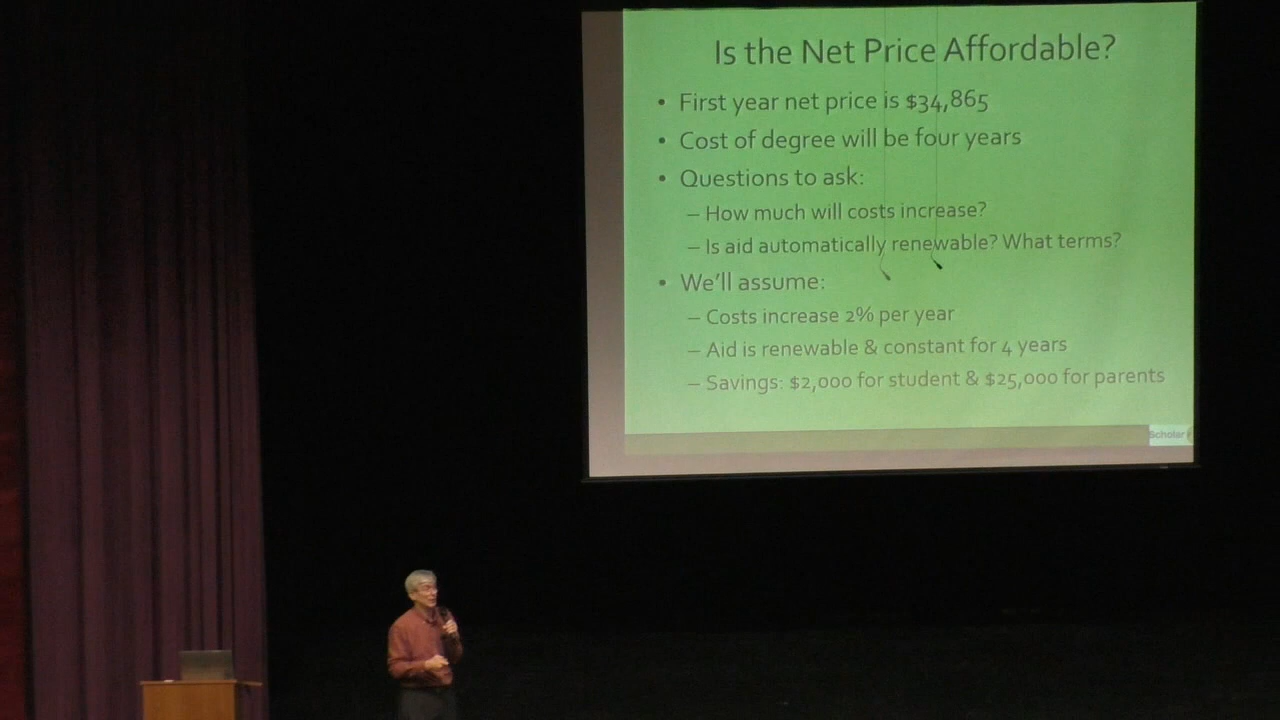 Is the Net Price Affordable?
• First year net price is $34,865
• Cost of degree will be four years
• Questions to ask:
– How much will costs increase?
– Is aid automatically renewable? What terms?
• We'll assume:
– Costs increase 2% per year
– Aid is renewable & constant for 4 years
– Savings: $2,000 for student & $25,000 for parents
Scholar